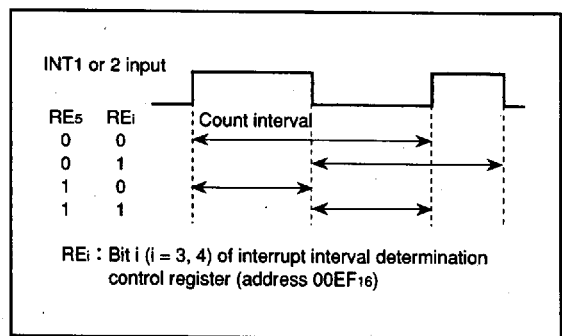 INT1 or 2 input
RE5 REi Count interval
0 0
0 1
1 0
1 1
REi : Bit i (i = 3, 4) of interrupt interval determination
control register (address 00EF16)